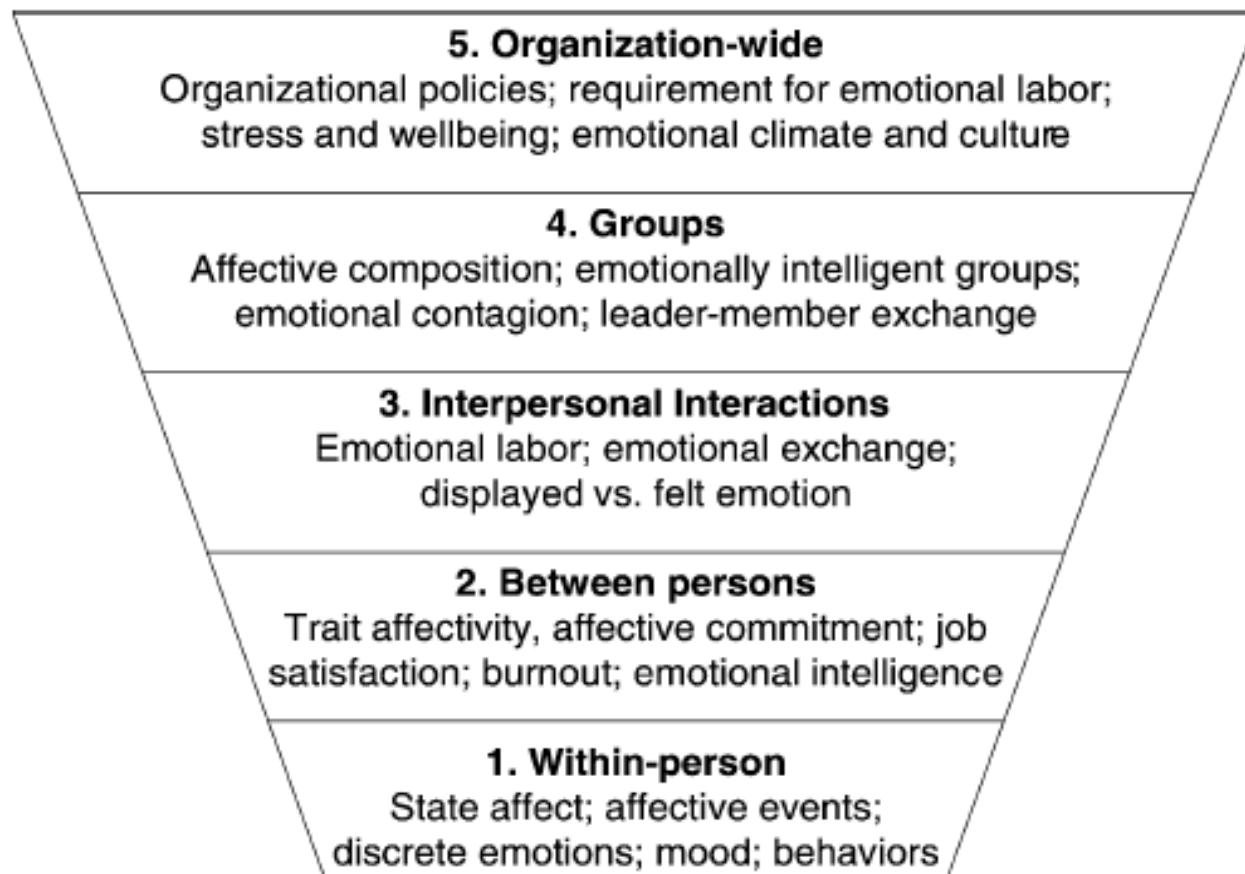 5. Organization-wide
Organizational policies; requirement for emotional labor;
stress and wellbeing; emotional climate and culture
4. Groups
Affective composition; emotionally intelligent groups;
emotional contagion; leader-member exchange
3. Interpersonal Interactions
Emotional labor; emotional exchange;
displayed vs. felt emotion
2. Between persons
Trait affectivity, affective commitment; job
satisfaction; burnout; emotional intelligence
1. Within-person
State affect; affective events;
discrete emotions; mood; behaviors